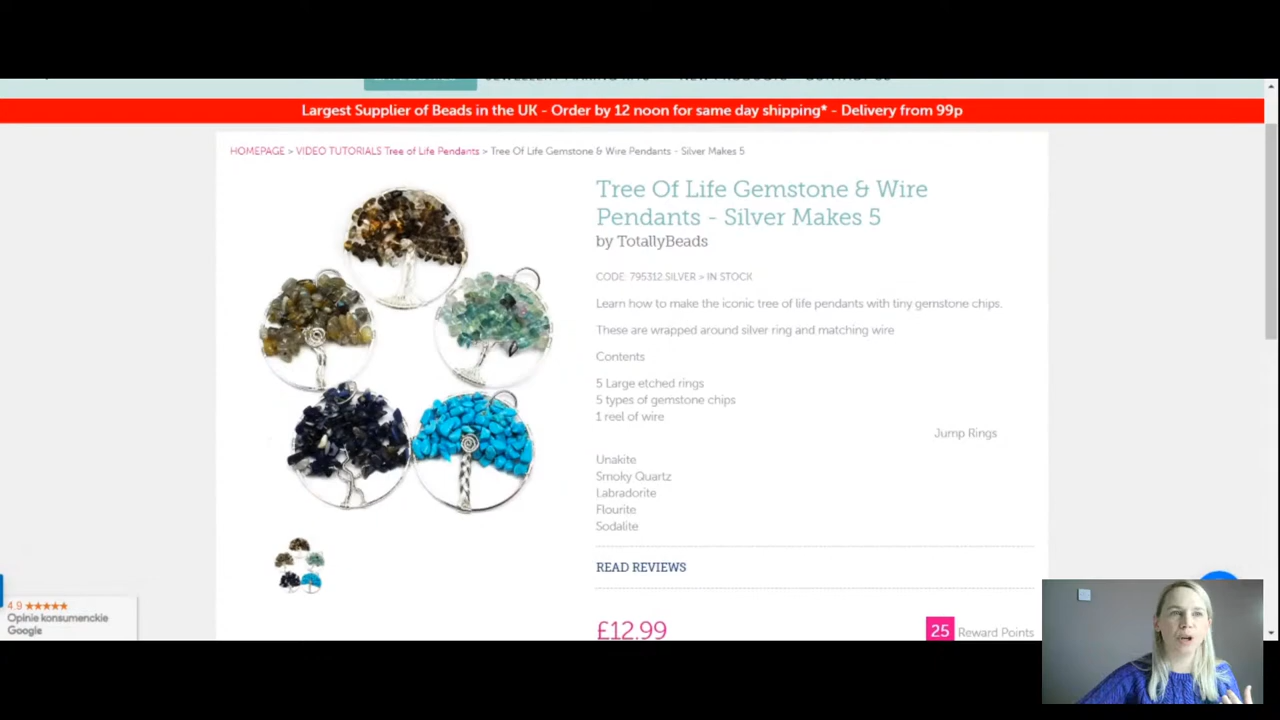 Largest Supplier of Beads in the UK - Order by 12 noon for same day shipping* - Delivery from 99p
HOMEPAGE > VIDEO TUTORIALS Tree of Life Pendants > Tree Of Life Gemstone & Wire Pendants - Silver Makes 5
Tree Of Life Gemstone & Wire
Pendants - Silver Makes 5
by TotallyBeads
CODE: 795312.SILVER > IN STOCK
Learn how to make the iconic tree of life pendants with tiny gemstone chips.
These are wrapped around silver ring and matching wire
Contents
5 Large etched rings
5 types of gemstone chips
1 reel of wire
Jump Rings
Unakite
Smoky Quartz
Labradorite
Flourite
Sodalite
READ REVIEWS
£12.99
25 Reward Points
4.9
Opinie konsumenckie
Google